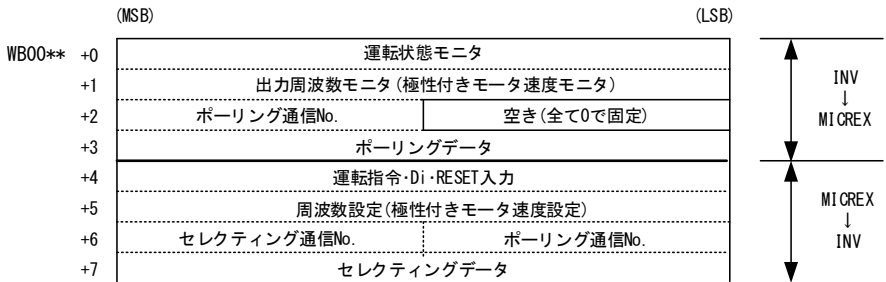 (MSB) (LSB)
WB00** +0 運転状態モニタ
+1 出力周波数モニタ(極性付きモータ速度モニタ)
+2 ポーリング通信No. 空き(全て0で固定)
+3 ポーリングデータ
INV
↓
MICREX
+4 運転指令・Di・RESET入力
+5 周波数設定(極性付きモータ速度設定)
+6 セレクティング通信No. ポーリング通信No.
+7 セレクティングデータ
MICREX
↓
INV